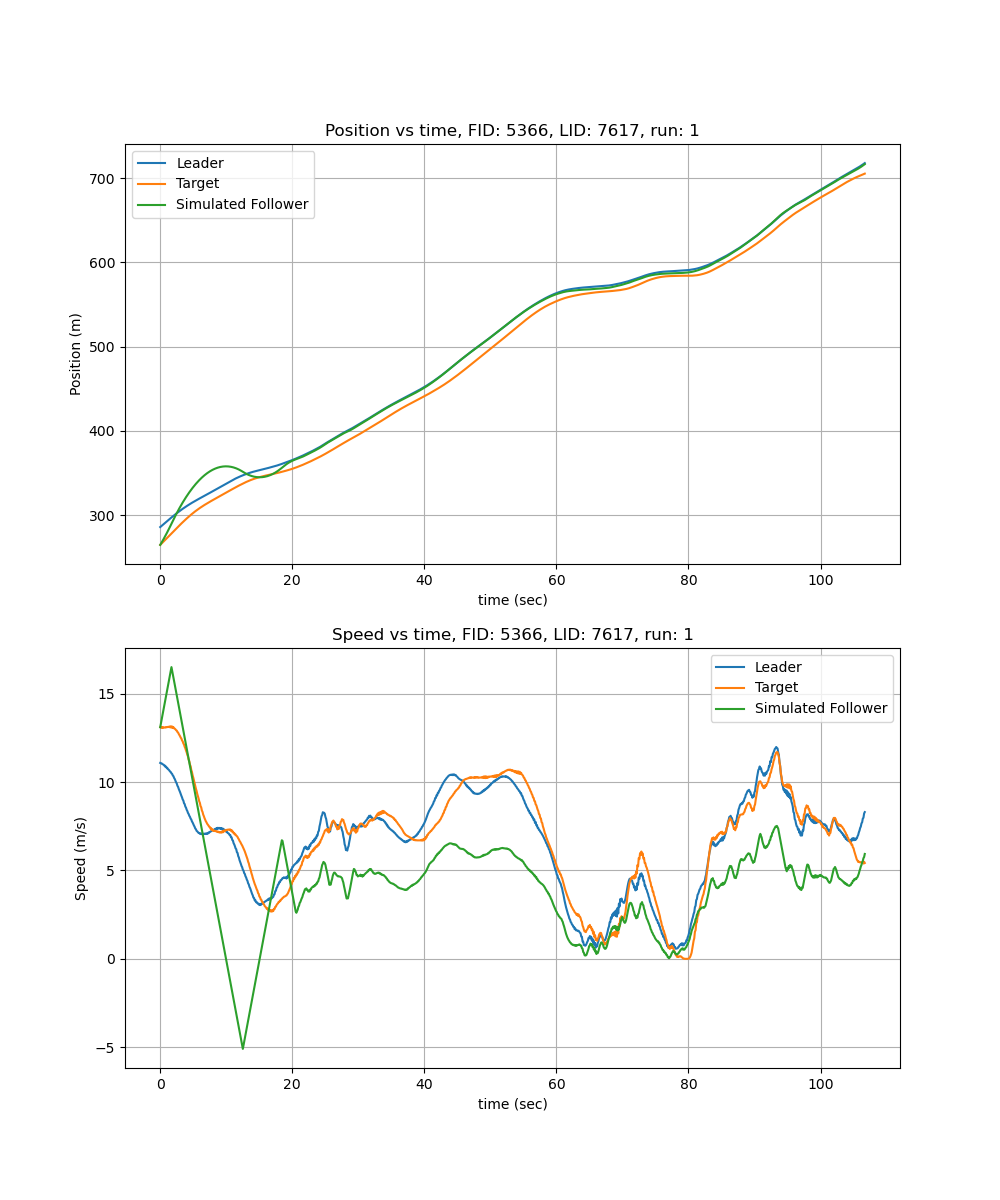 Position vs time, FID: 5366, LID: 7617, run: 1
Leader
Target
Simulated Follower
700
600
500
400
300
Position (m)
0 20 40 60 80 100
time (sec)
Speed vs time, FID: 5366, LID: 7617, run: 1
Leader
Target
Simulated Follower
15
10
5
0
−5
Speed (m/s)
0 20 40 60 80 100
time (sec)